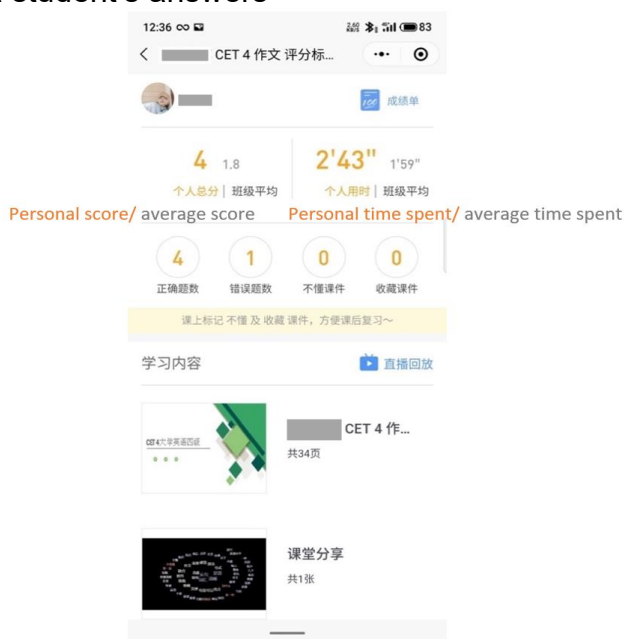 student's answers
12:36
2.60 KB/S 5G 83
CET 4 作文 评分标...
100 成绩单
4 1.8
2'43" 1'59"
个人总分 | 班级平均
个人用时 | 班级平均
Personal score/ average score
Personal time spent/ average time spent
4 1 0 0
正确题数 错误题数 不懂课件 收藏课件
课上标记 不懂 及 收藏 课件，方便课后复习～
学习内容
直播回放
CET 4大学英语四级
CET 4 作...
共34页
课堂分享
共1张